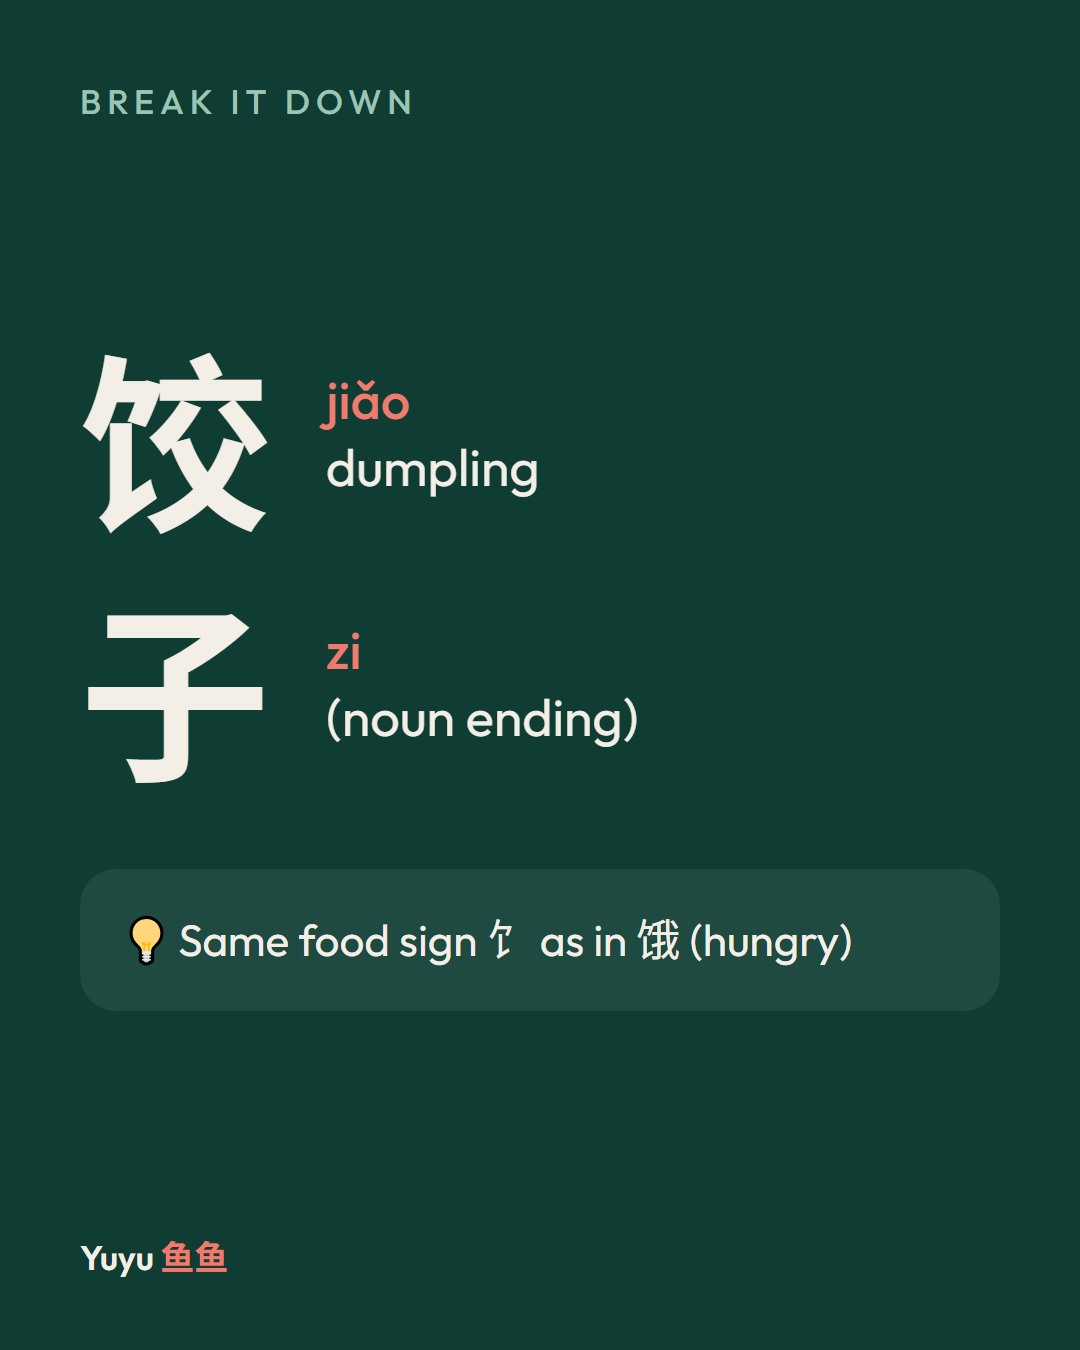 BREAK IT DOWN
饺
jiǎo
dumpling
子
zi
(noun ending)
💡 Same food sign 饣 as in 饿 (hungry)
Yuyu 鱼鱼